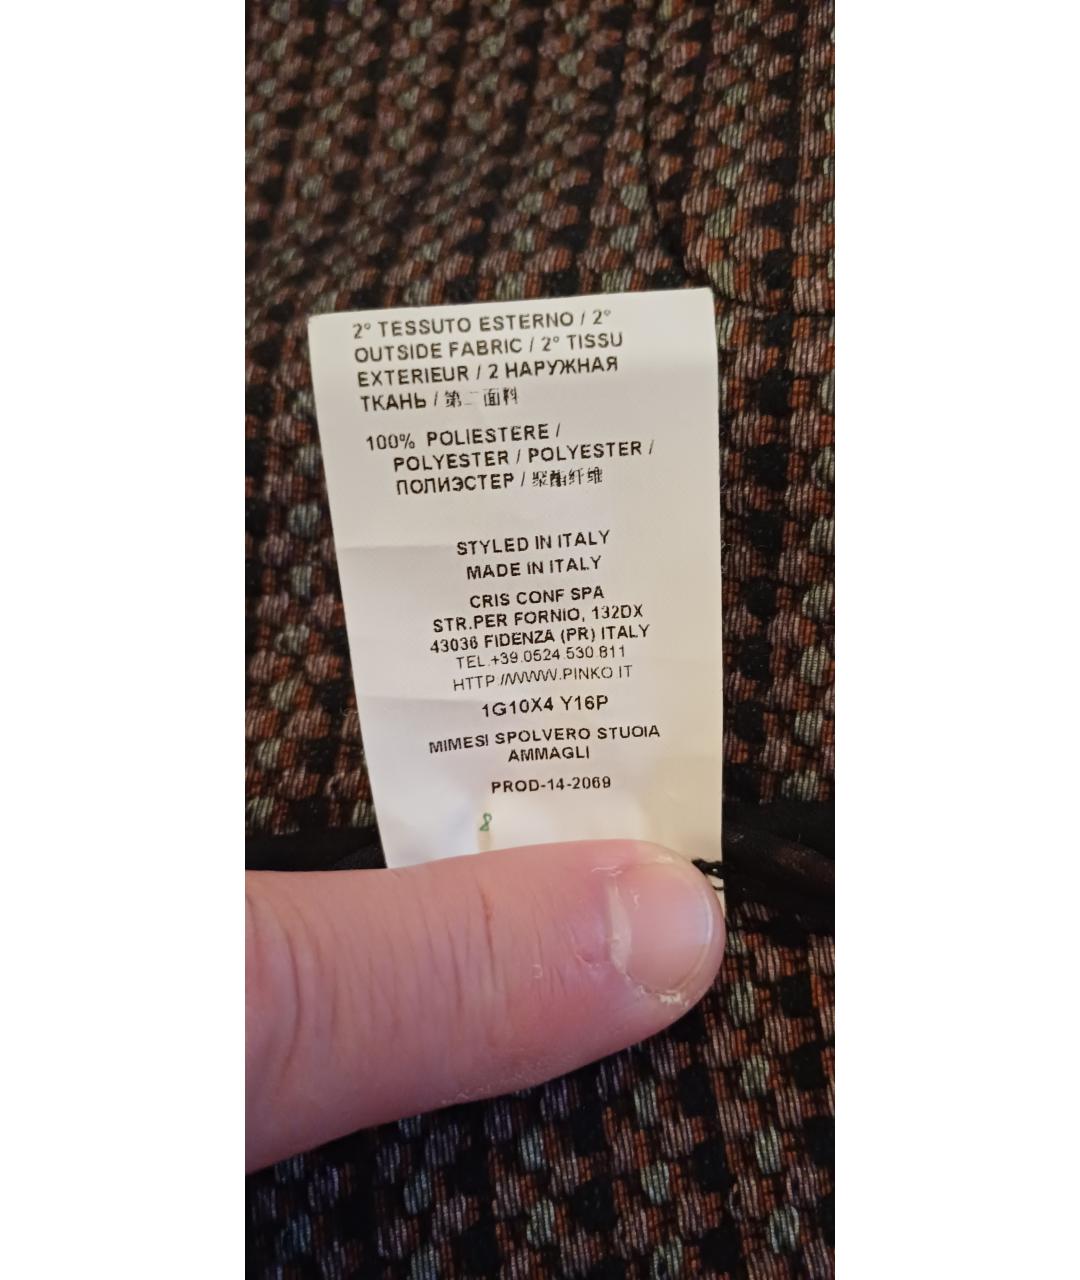 2° TESSUTO ESTERNO / 2°
OUTSIDE FABRIC / 2° TISSU
EXTERIEUR / 2 НАРУЖНАЯ
ТКАНЬ / 第二面料
100% POLIESTERE /
POLYESTER / POLYESTER /
ПОЛИЭСТЕР / 聚酯纤维
STYLED IN ITALY
MADE IN ITALY
CRIS CONF SPA
STR.PER FORNIO, 132DX
43036 FIDENZA (PR) ITALY
TEL.+39.0524.530.811
HTTP://WWW.PINKO.IT
1G10X4 Y16P
MIMESI SPOLVERO STUOIA
AMMAGLI
PROD-14-2069
8